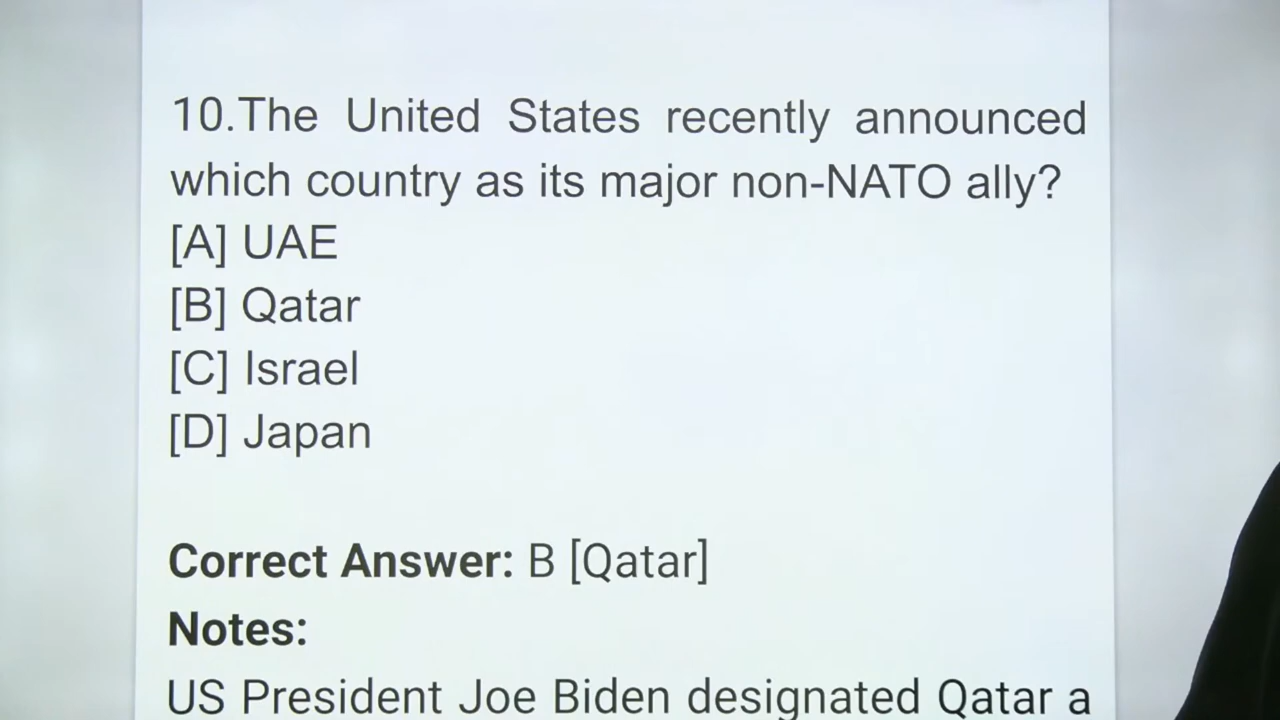 10.The United States recently announced
which country as its major non-NATO ally?
[A] UAE
[B] Qatar
[C] Israel
[D] Japan
Correct Answer: B [Qatar]
Notes:
US President Joe Biden designated Qatar a